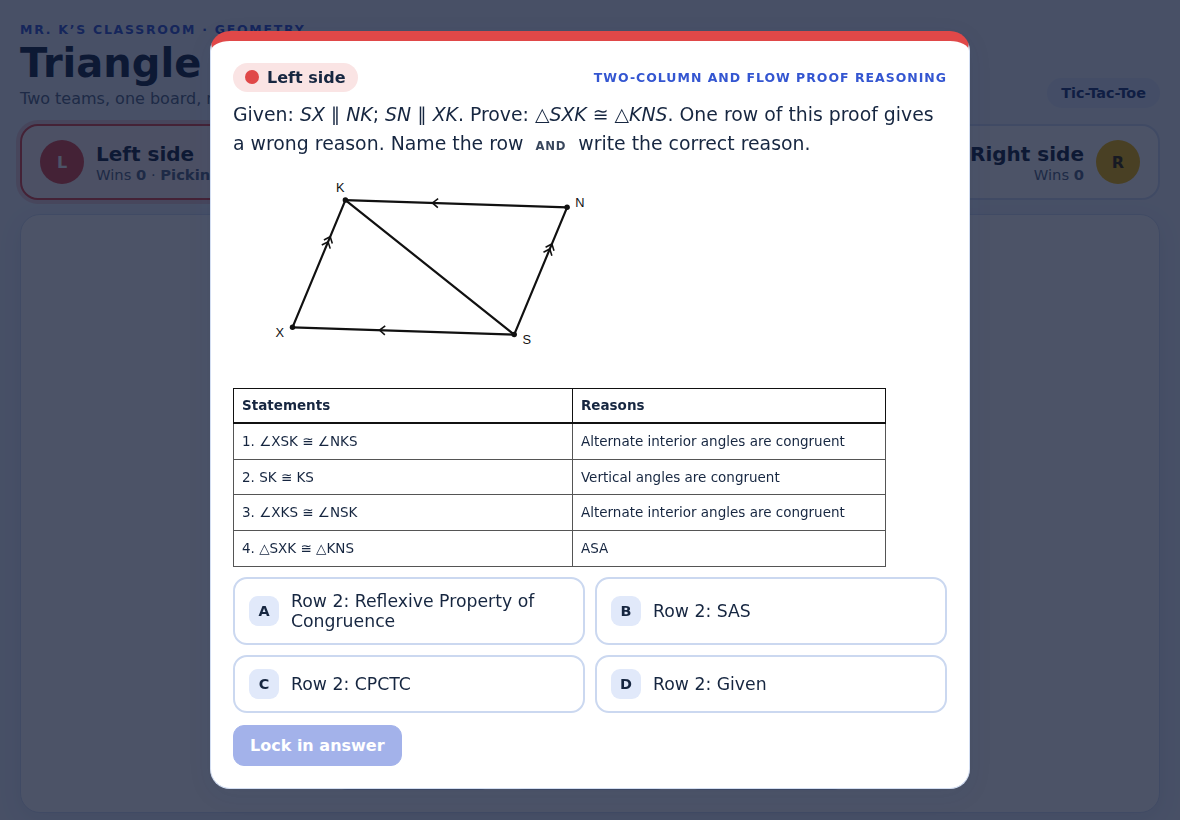 MR. K'S CLASSROOM · GEOMETRY
Triangle
Two teams, one board,
Tic-Tac-Toe
L
Left side
Wins 0 ·
Right side
Wins 0
R
Left side
TWO-COLUMN AND FLOW PROOF REASONING
Given: SX ∥ NK; SN ∥ XK. Prove: △SXK ≅ △KNS. One row of this proof gives
a wrong reason. Name the row AND write the correct reason.
K
N
X
S
Statements Reasons
1. ∠XSK ≅ ∠NKS Alternate interior angles are congruent
2. SK ≅ KS Vertical angles are congruent
3. ∠XKS ≅ ∠NSK Alternate interior angles are congruent
4. △SXK ≅ △KNS ASA
A Row 2: Reflexive Property of
Congruence
B Row 2: SAS
C Row 2: CPCTC
D Row 2: Given
Lock in answer